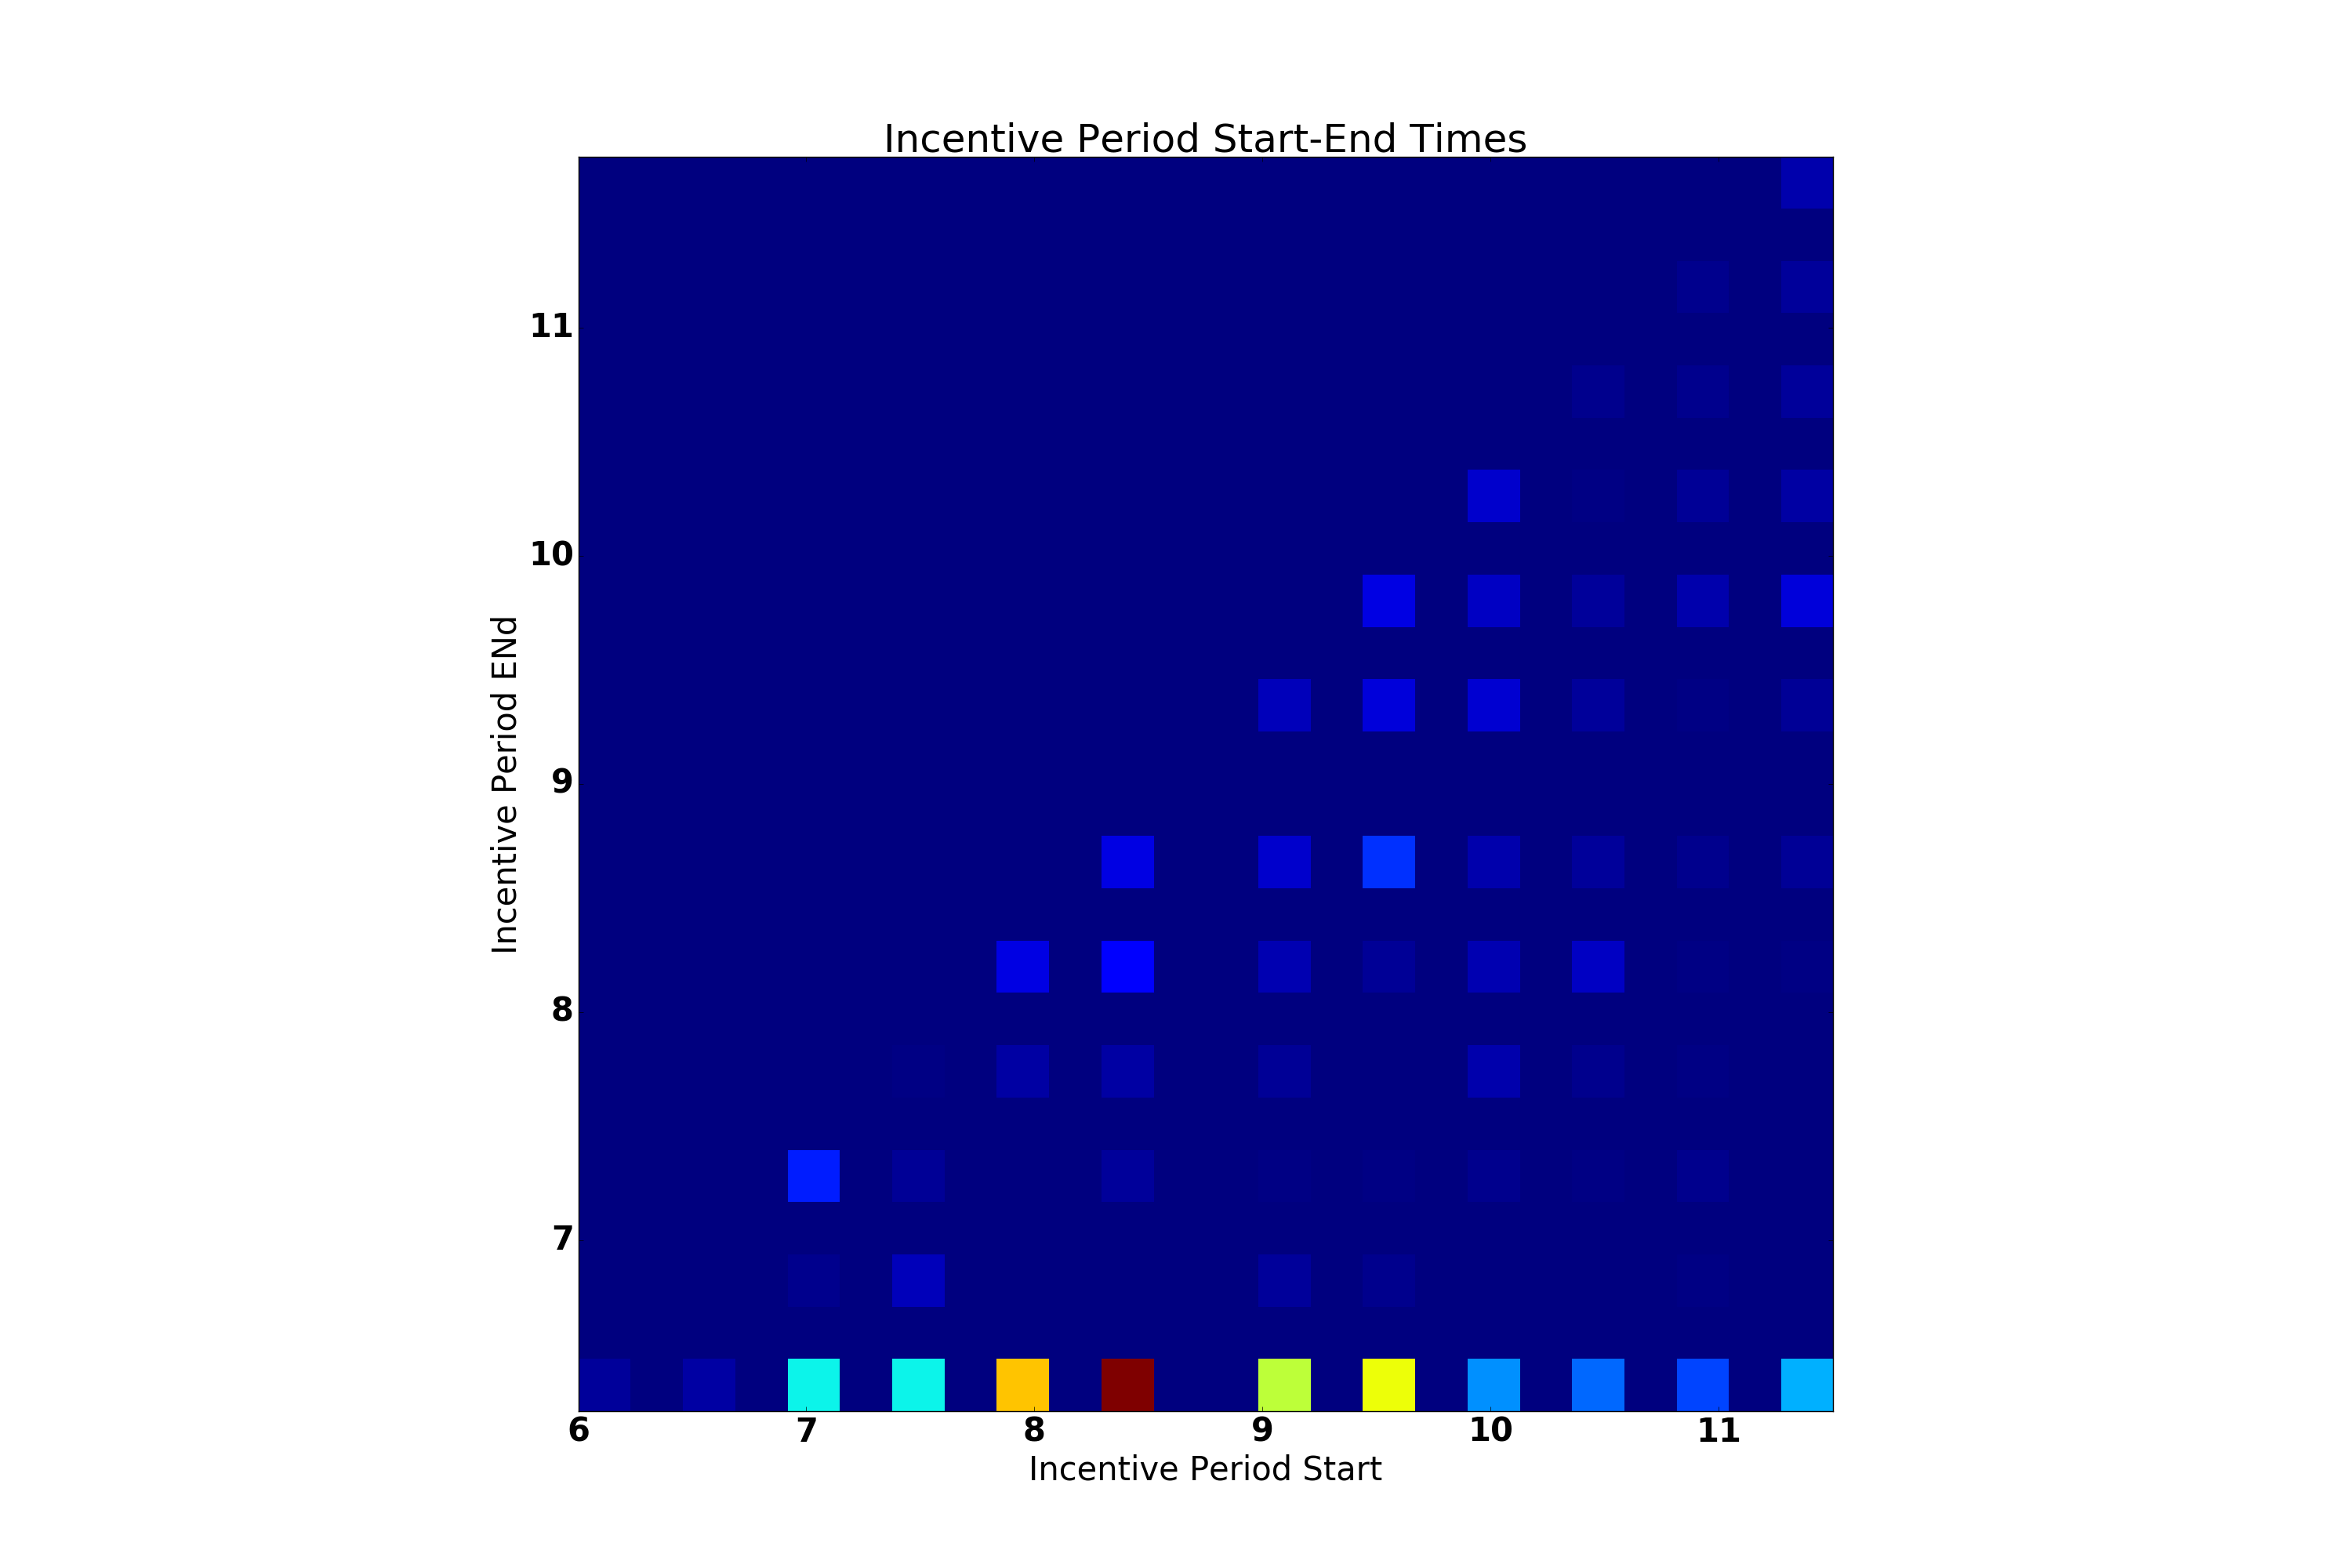 Incentive Period Start-End Times
11
10
9
8
7
Incentive Period ENd
6 7 8 9 10 11
Incentive Period Start